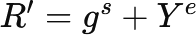 R' = g^s + Y^e